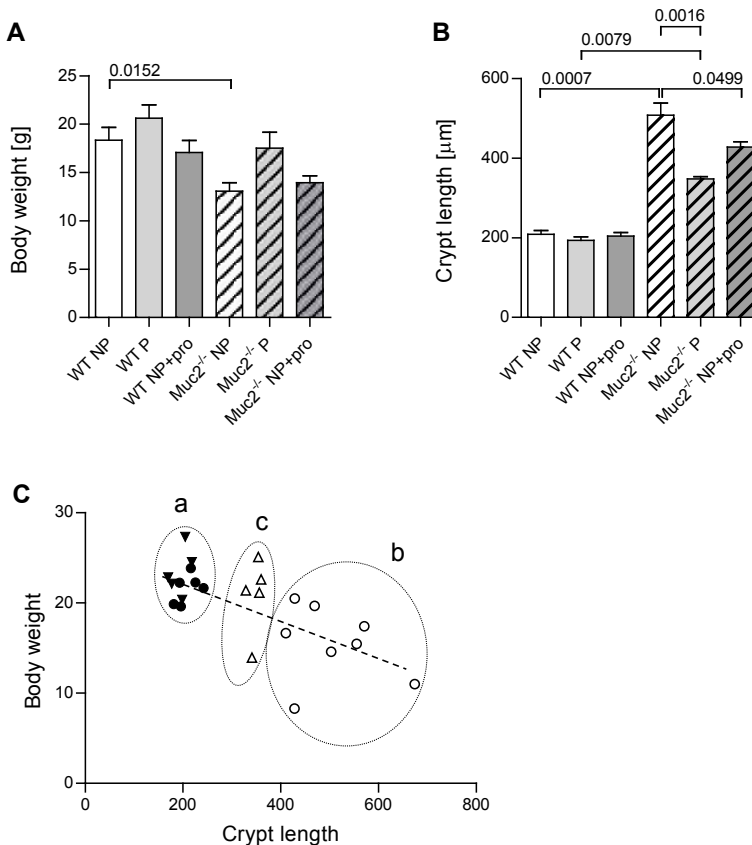 A
0.0152
Body weight [g]
25
20
15
10
5
0
WT NP
WT P
WT NP+pro
Muc2-/- NP
Muc2-/- P
Muc2-/- NP+pro
B
0.0016
0.0079
0.0007
0.0499
Crypt length [µm]
600
400
200
0
WT NP
WT P
WT NP+pro
Muc2-/- NP
Muc2-/- P
Muc2-/- NP+pro
C
a
c
b
Body weight
30
20
10
0
0
200
400
600
800
Crypt length